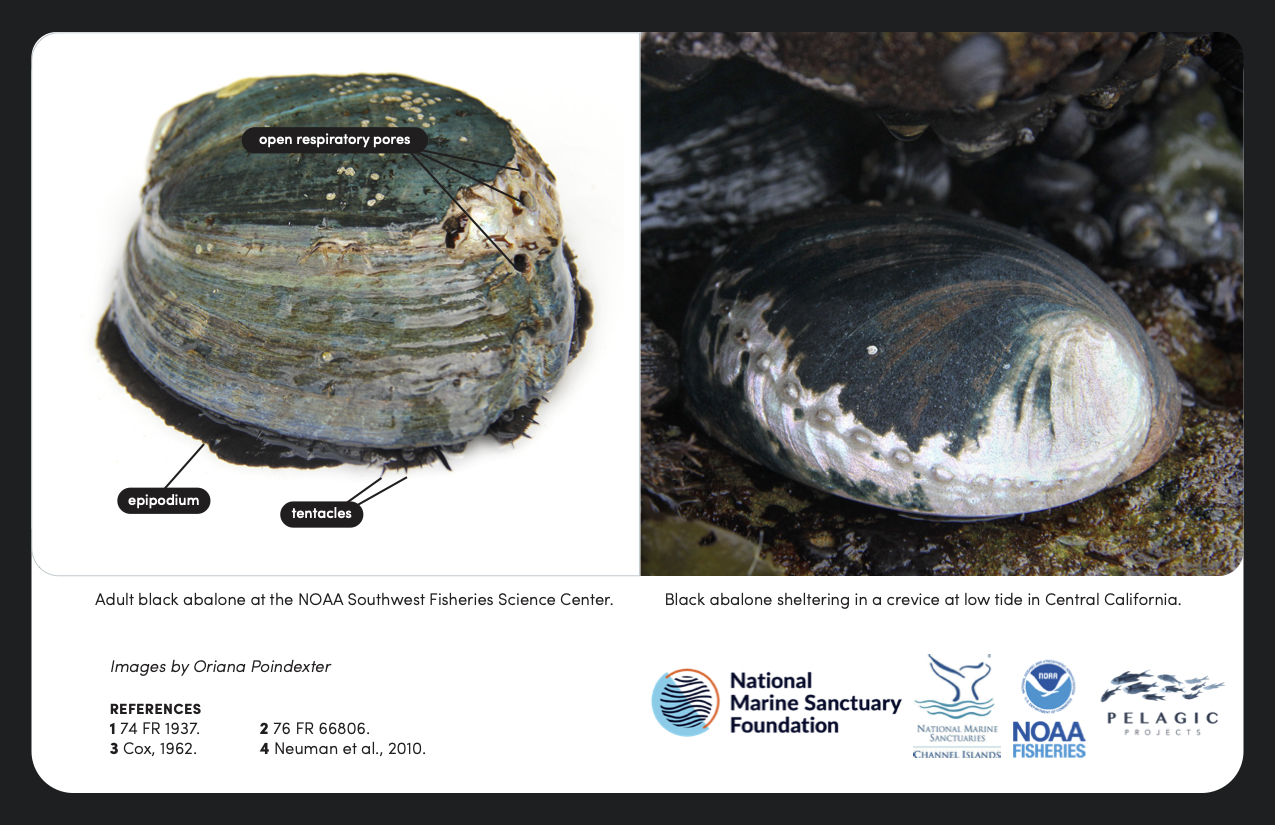 open respiratory pores
epipodium
tentacles
Adult black abalone at the NOAA Southwest Fisheries Science Center.
Black abalone sheltering in a crevice at low tide in Central California.
Images by Oriana Poindexter
REFERENCES
1 74 FR 1937. 2 76 FR 66806.
3 Cox, 1962. 4 Neuman et al., 2010.
National
Marine Sanctuary
Foundation
NATIONAL MARINE
SANCTUARIES
CHANNEL ISLANDS
NOAA
NOAA
FISHERIES
PELAGIC
PROJECTS